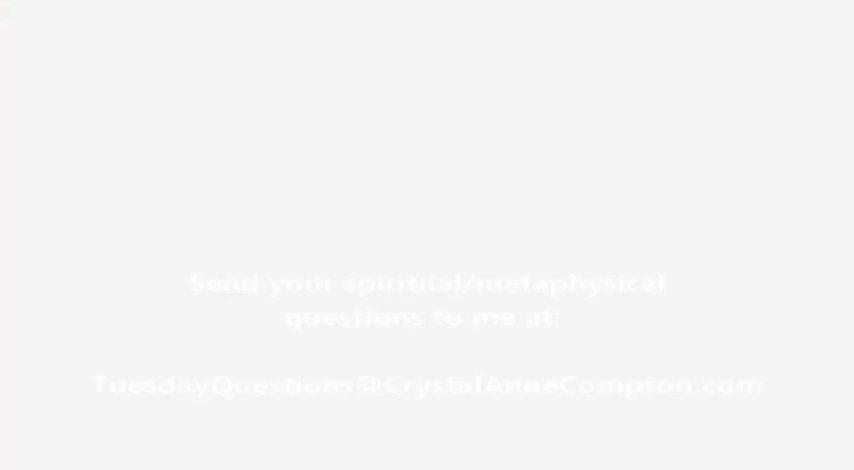 Send your spiritual/metaphysical
questions to me at:
TuesdayQuestions@CrystalAnneCompton.com